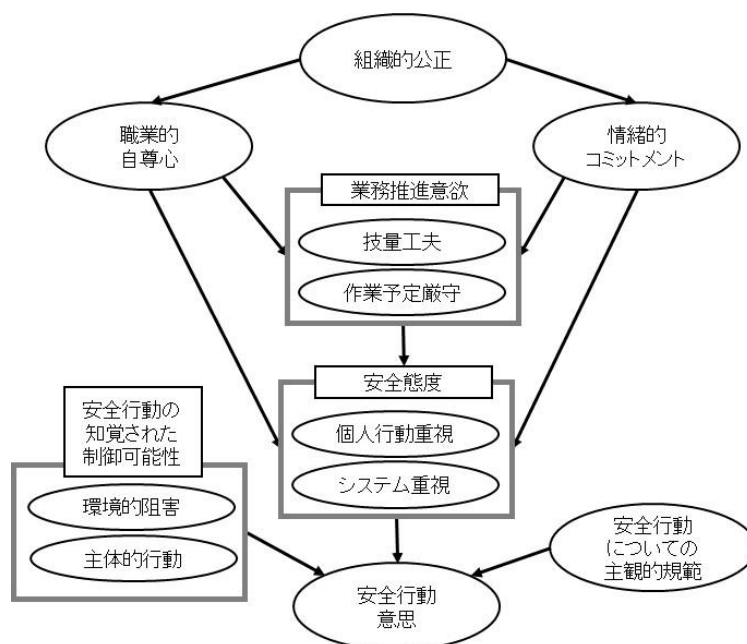 組織的公正
職業的
自尊心
情緒的
コミットメント
業務推進意欲
技量工夫
作業予定厳守
安全態度
個人行動重視
システム重視
安全行動の
知覚された
制御可能性
環境的阻害
主体的行動
安全行動
についての
主観的規範
安全行動
意思